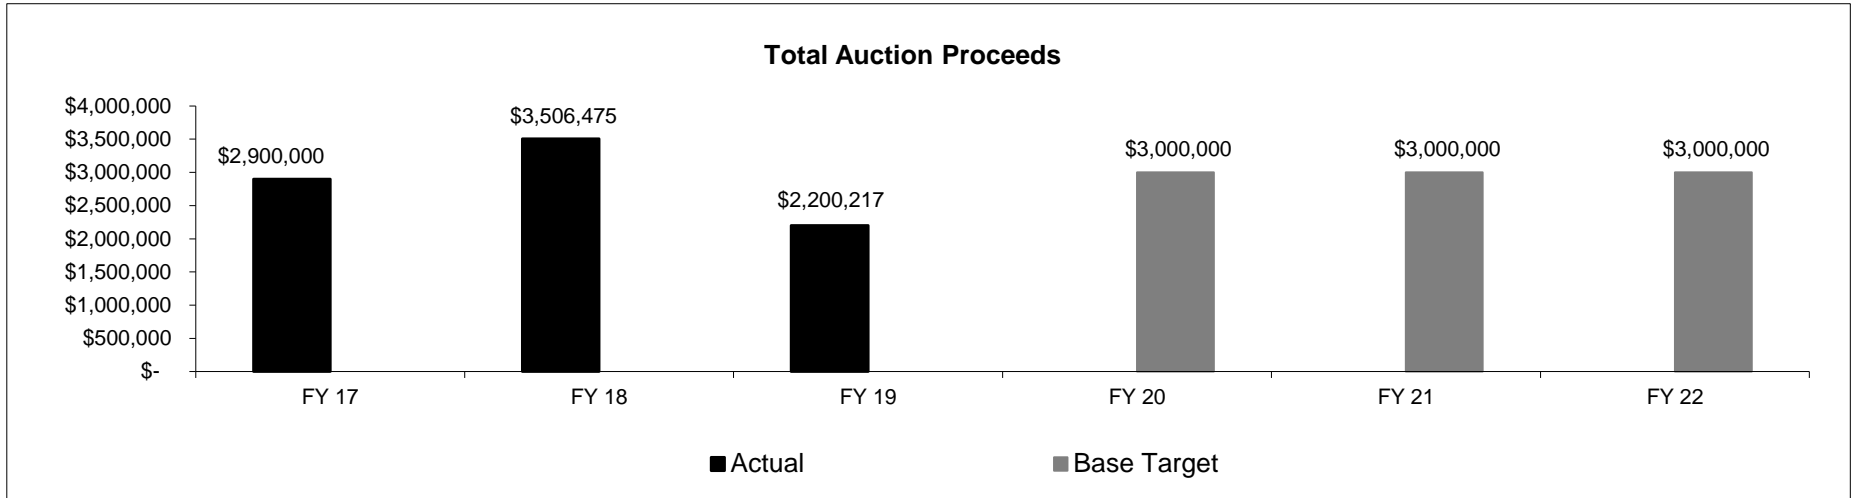 Total Auction Proceeds
$4,000,000
$3,500,000
$3,000,000
$2,500,000
$2,000,000
$1,500,000
$1,000,000
$500,000
$-
$2,900,000
$3,506,475
$2,200,217
$3,000,000
$3,000,000
$3,000,000
FY 17
FY 18
FY 19
FY 20
FY 21
FY 22
Actual
Base Target